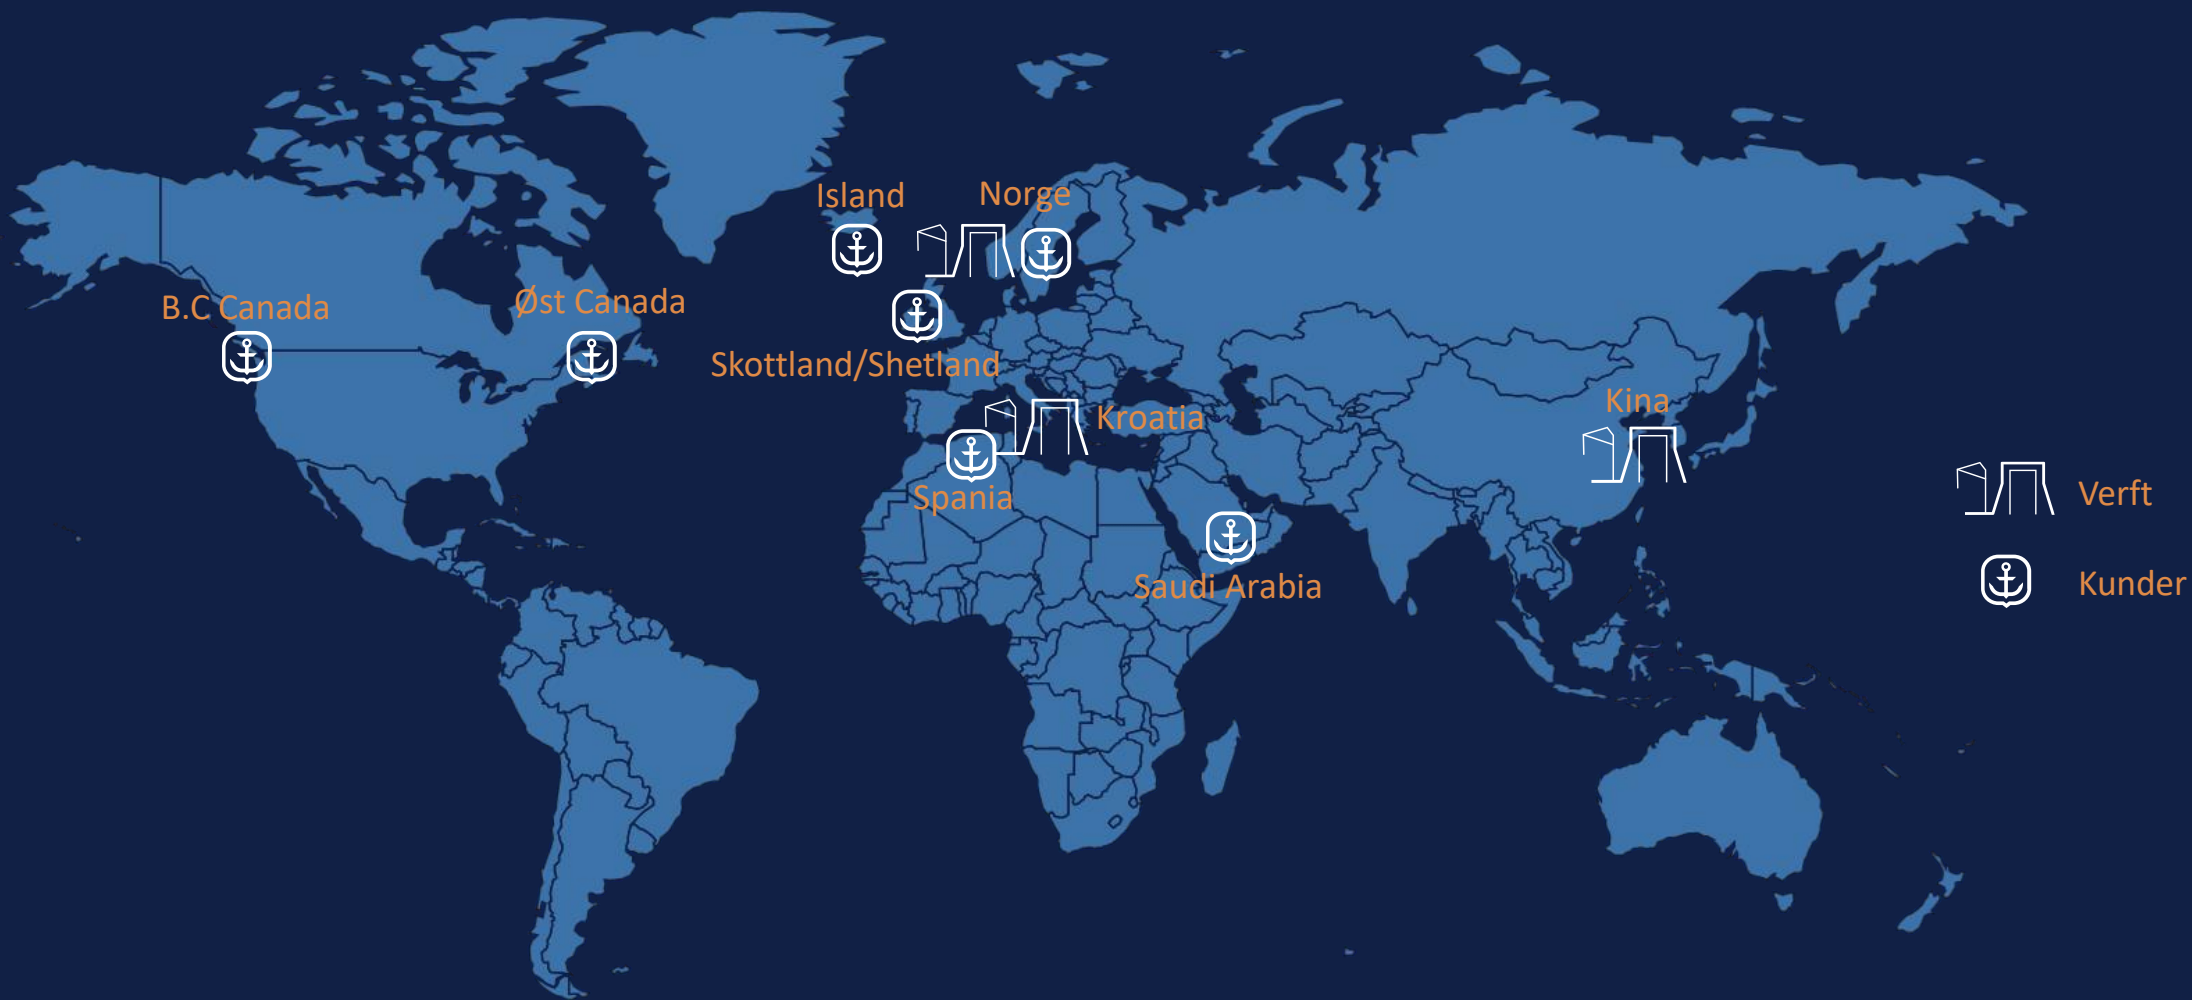 Island
Norge
B.C Canada
Øst Canada
Skottland/Shetland
Kroatia
Kina
Spania
Saudi Arabia
Verft
Kunder